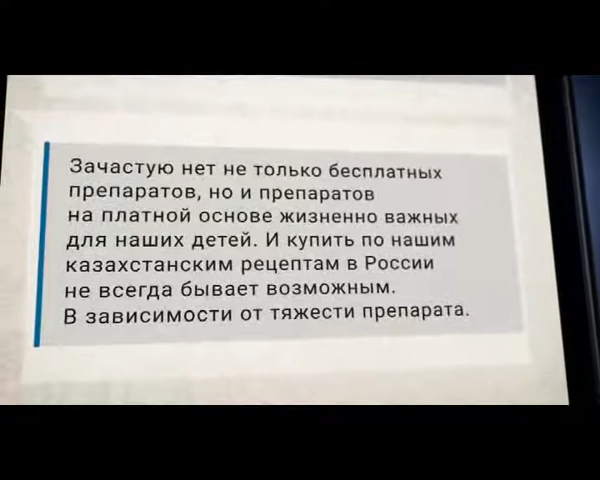 Зачастую нет не только бесплатных
препаратов, но и препаратов
на платной основе жизненно важных
для наших детей. И купить по нашим
казахстанским рецептам в России
не всегда бывает возможным.
В зависимости от тяжести препарата.